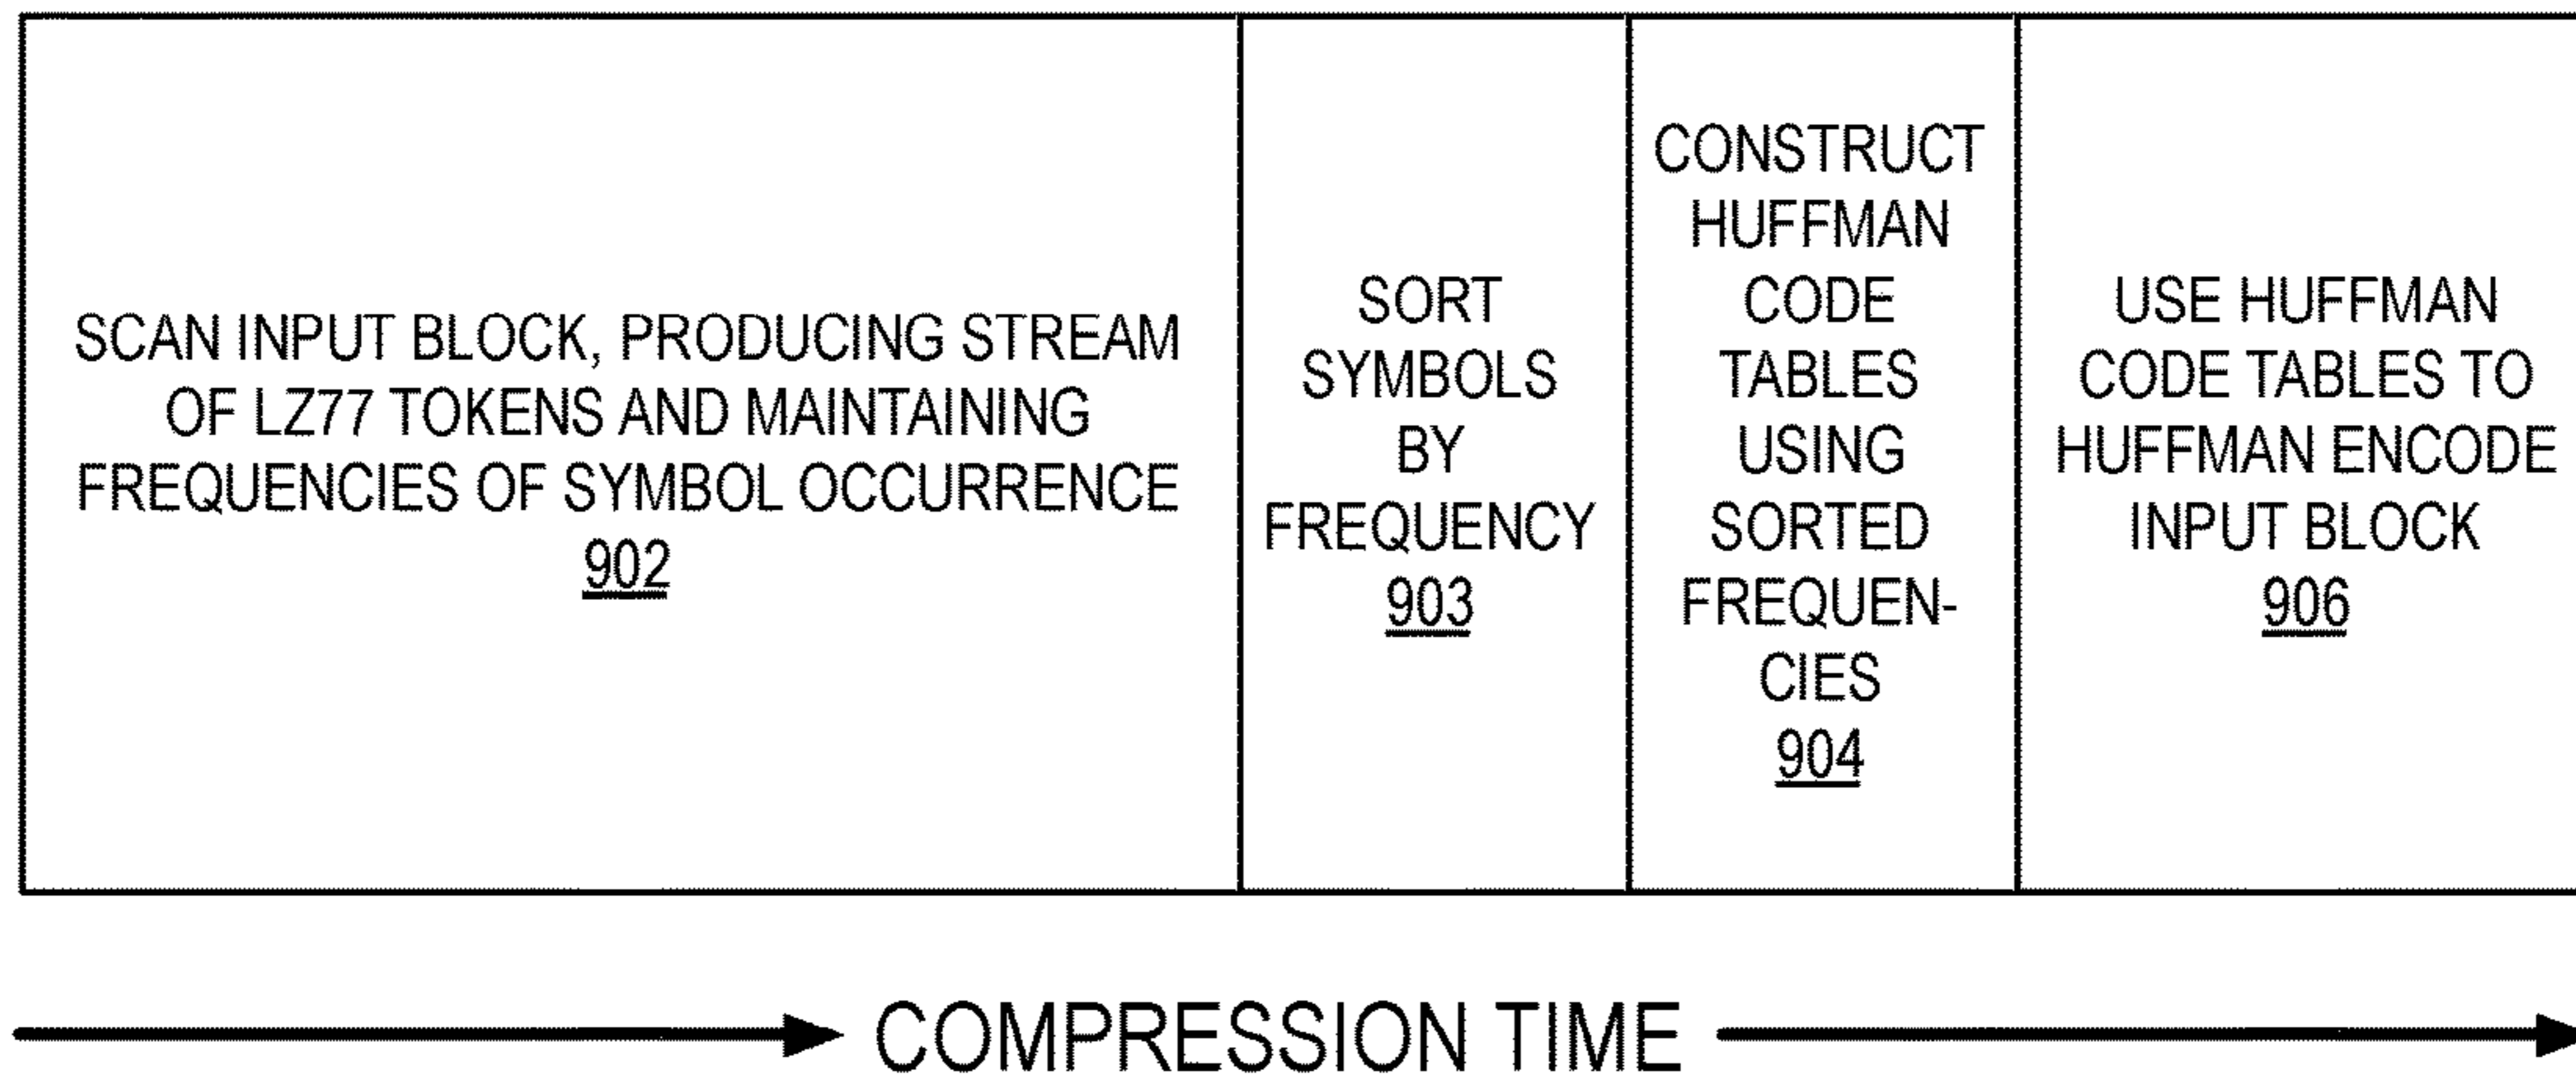 SCAN INPUT BLOCK, PRODUCING STREAM
OF LZ77 TOKENS AND MAINTAINING
FREQUENCIES OF SYMBOL OCCURRENCE
902
SORT
SYMBOLS
BY
FREQUENCY
903
CONSTRUCT
HUFFMAN
CODE
TABLES
USING
SORTED
FREQUEN-
CIES
904
USE HUFFMAN
CODE TABLES TO
HUFFMAN ENCODE
INPUT BLOCK
906
COMPRESSION TIME